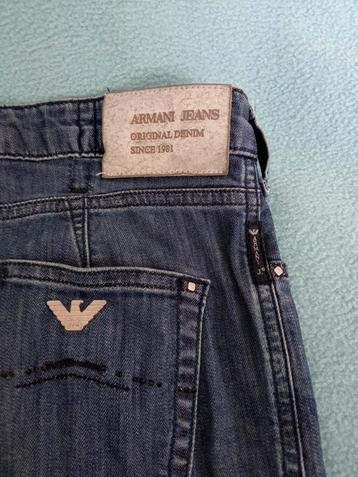 ARMANI JEANS
ORIGINAL DENIM
SINCE 1981